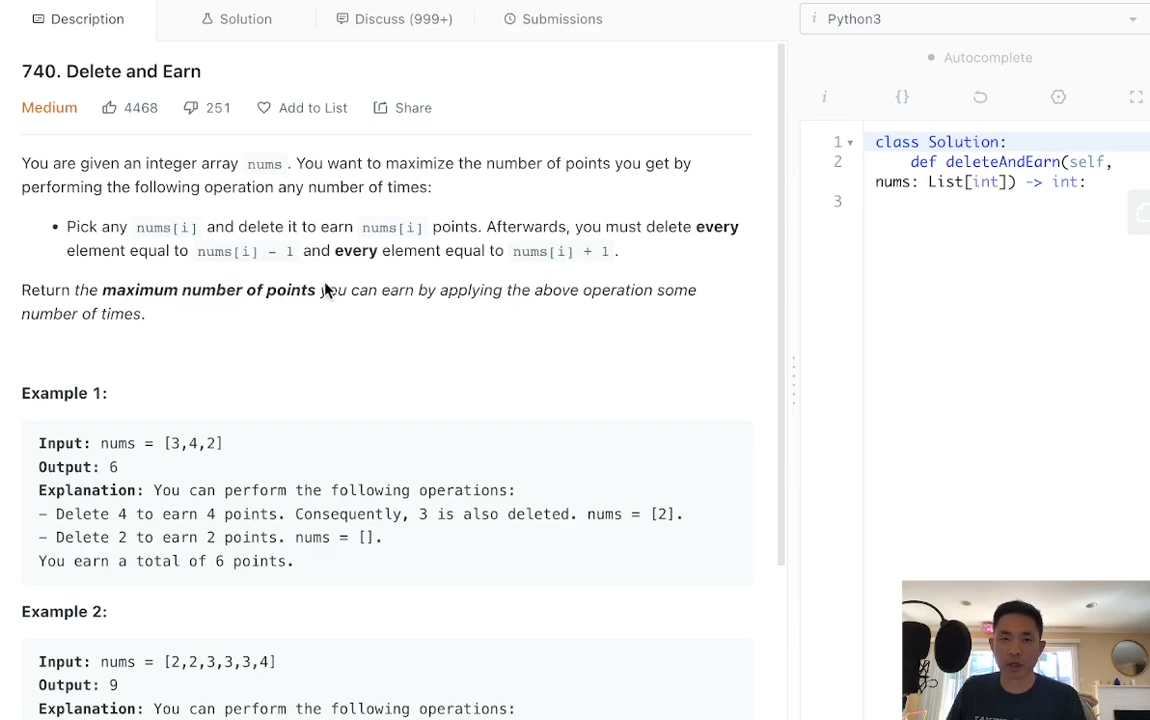 Description Solution Discuss (999+) Submissions
i Python3
Autocomplete
740. Delete and Earn
Medium 4468 251 Add to List Share
i {}
You are given an integer array nums . You want to maximize the number of points you get by
performing the following operation any number of times:
• Pick any nums[i] and delete it to earn nums[i] points. Afterwards, you must delete every
element equal to nums[i] - 1 and every element equal to nums[i] + 1 .
Return the maximum number of points you can earn by applying the above operation some
number of times.
Example 1:
Input: nums = [3,4,2]
Output: 6
Explanation: You can perform the following operations:
- Delete 4 to earn 4 points. Consequently, 3 is also deleted. nums = [2].
- Delete 2 to earn 2 points. nums = [].
You earn a total of 6 points.
Example 2:
Input: nums = [2,2,3,3,3,4]
Output: 9
Explanation: You can perform the following operations:
1 class Solution:
2 def deleteAndEarn(self,
nums: List[int]) -> int:
3